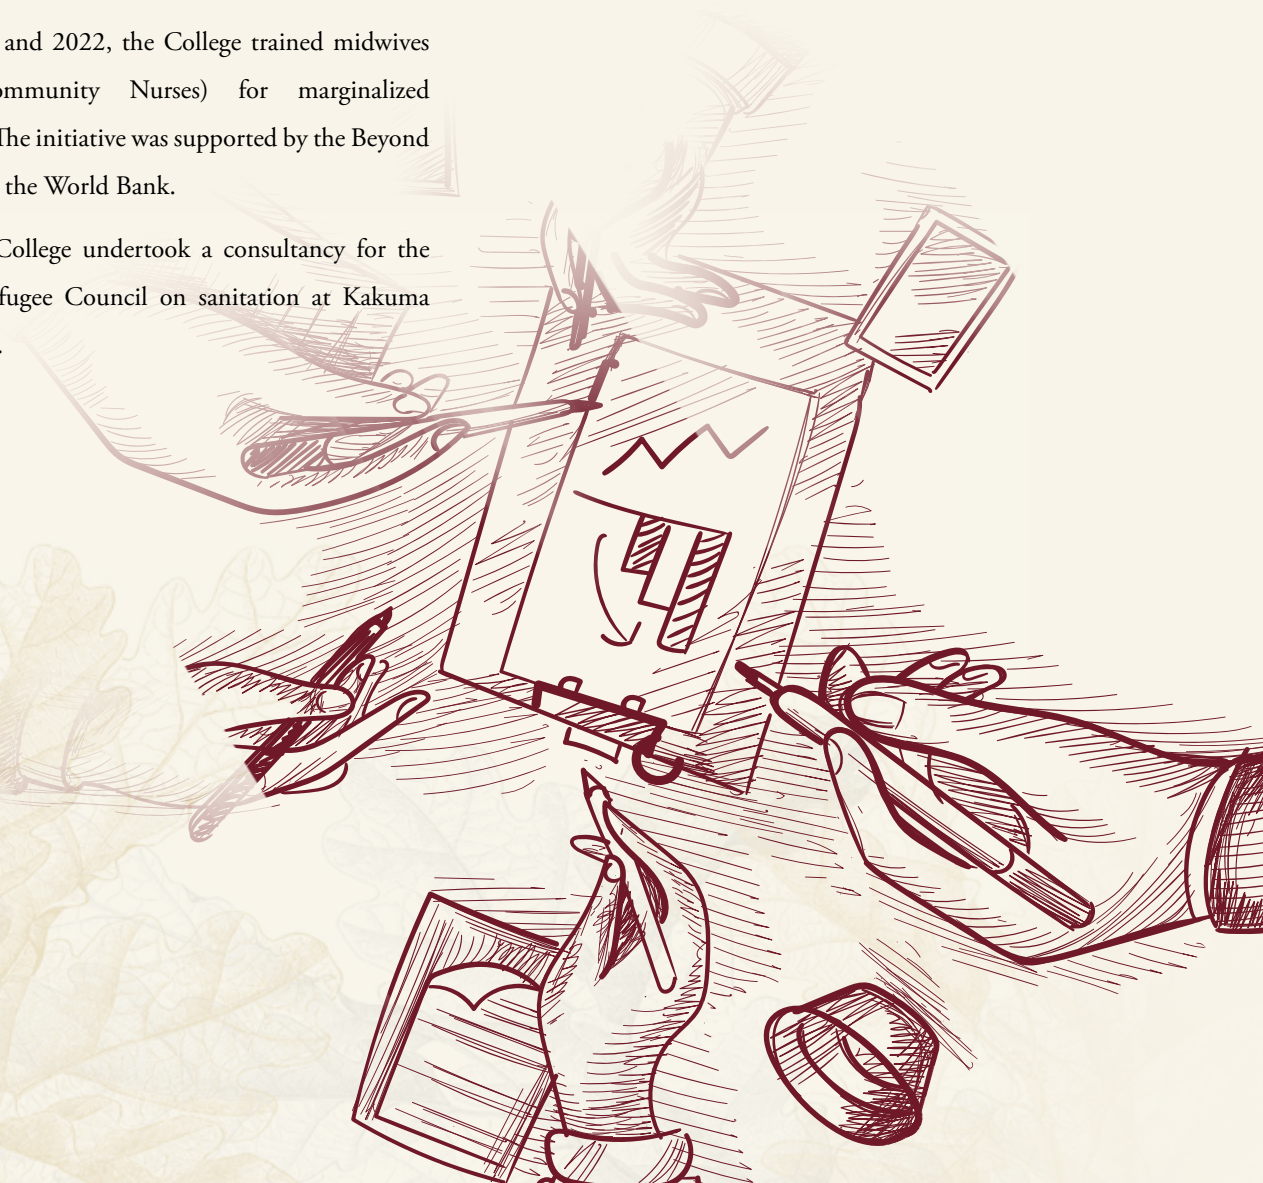 and 2022, the College trained midwives
Nurses) for marginalized
The initiative was supported by the Beyond
the World Bank.
College undertook a consultancy for the
Council on sanitation at Kakuma
.